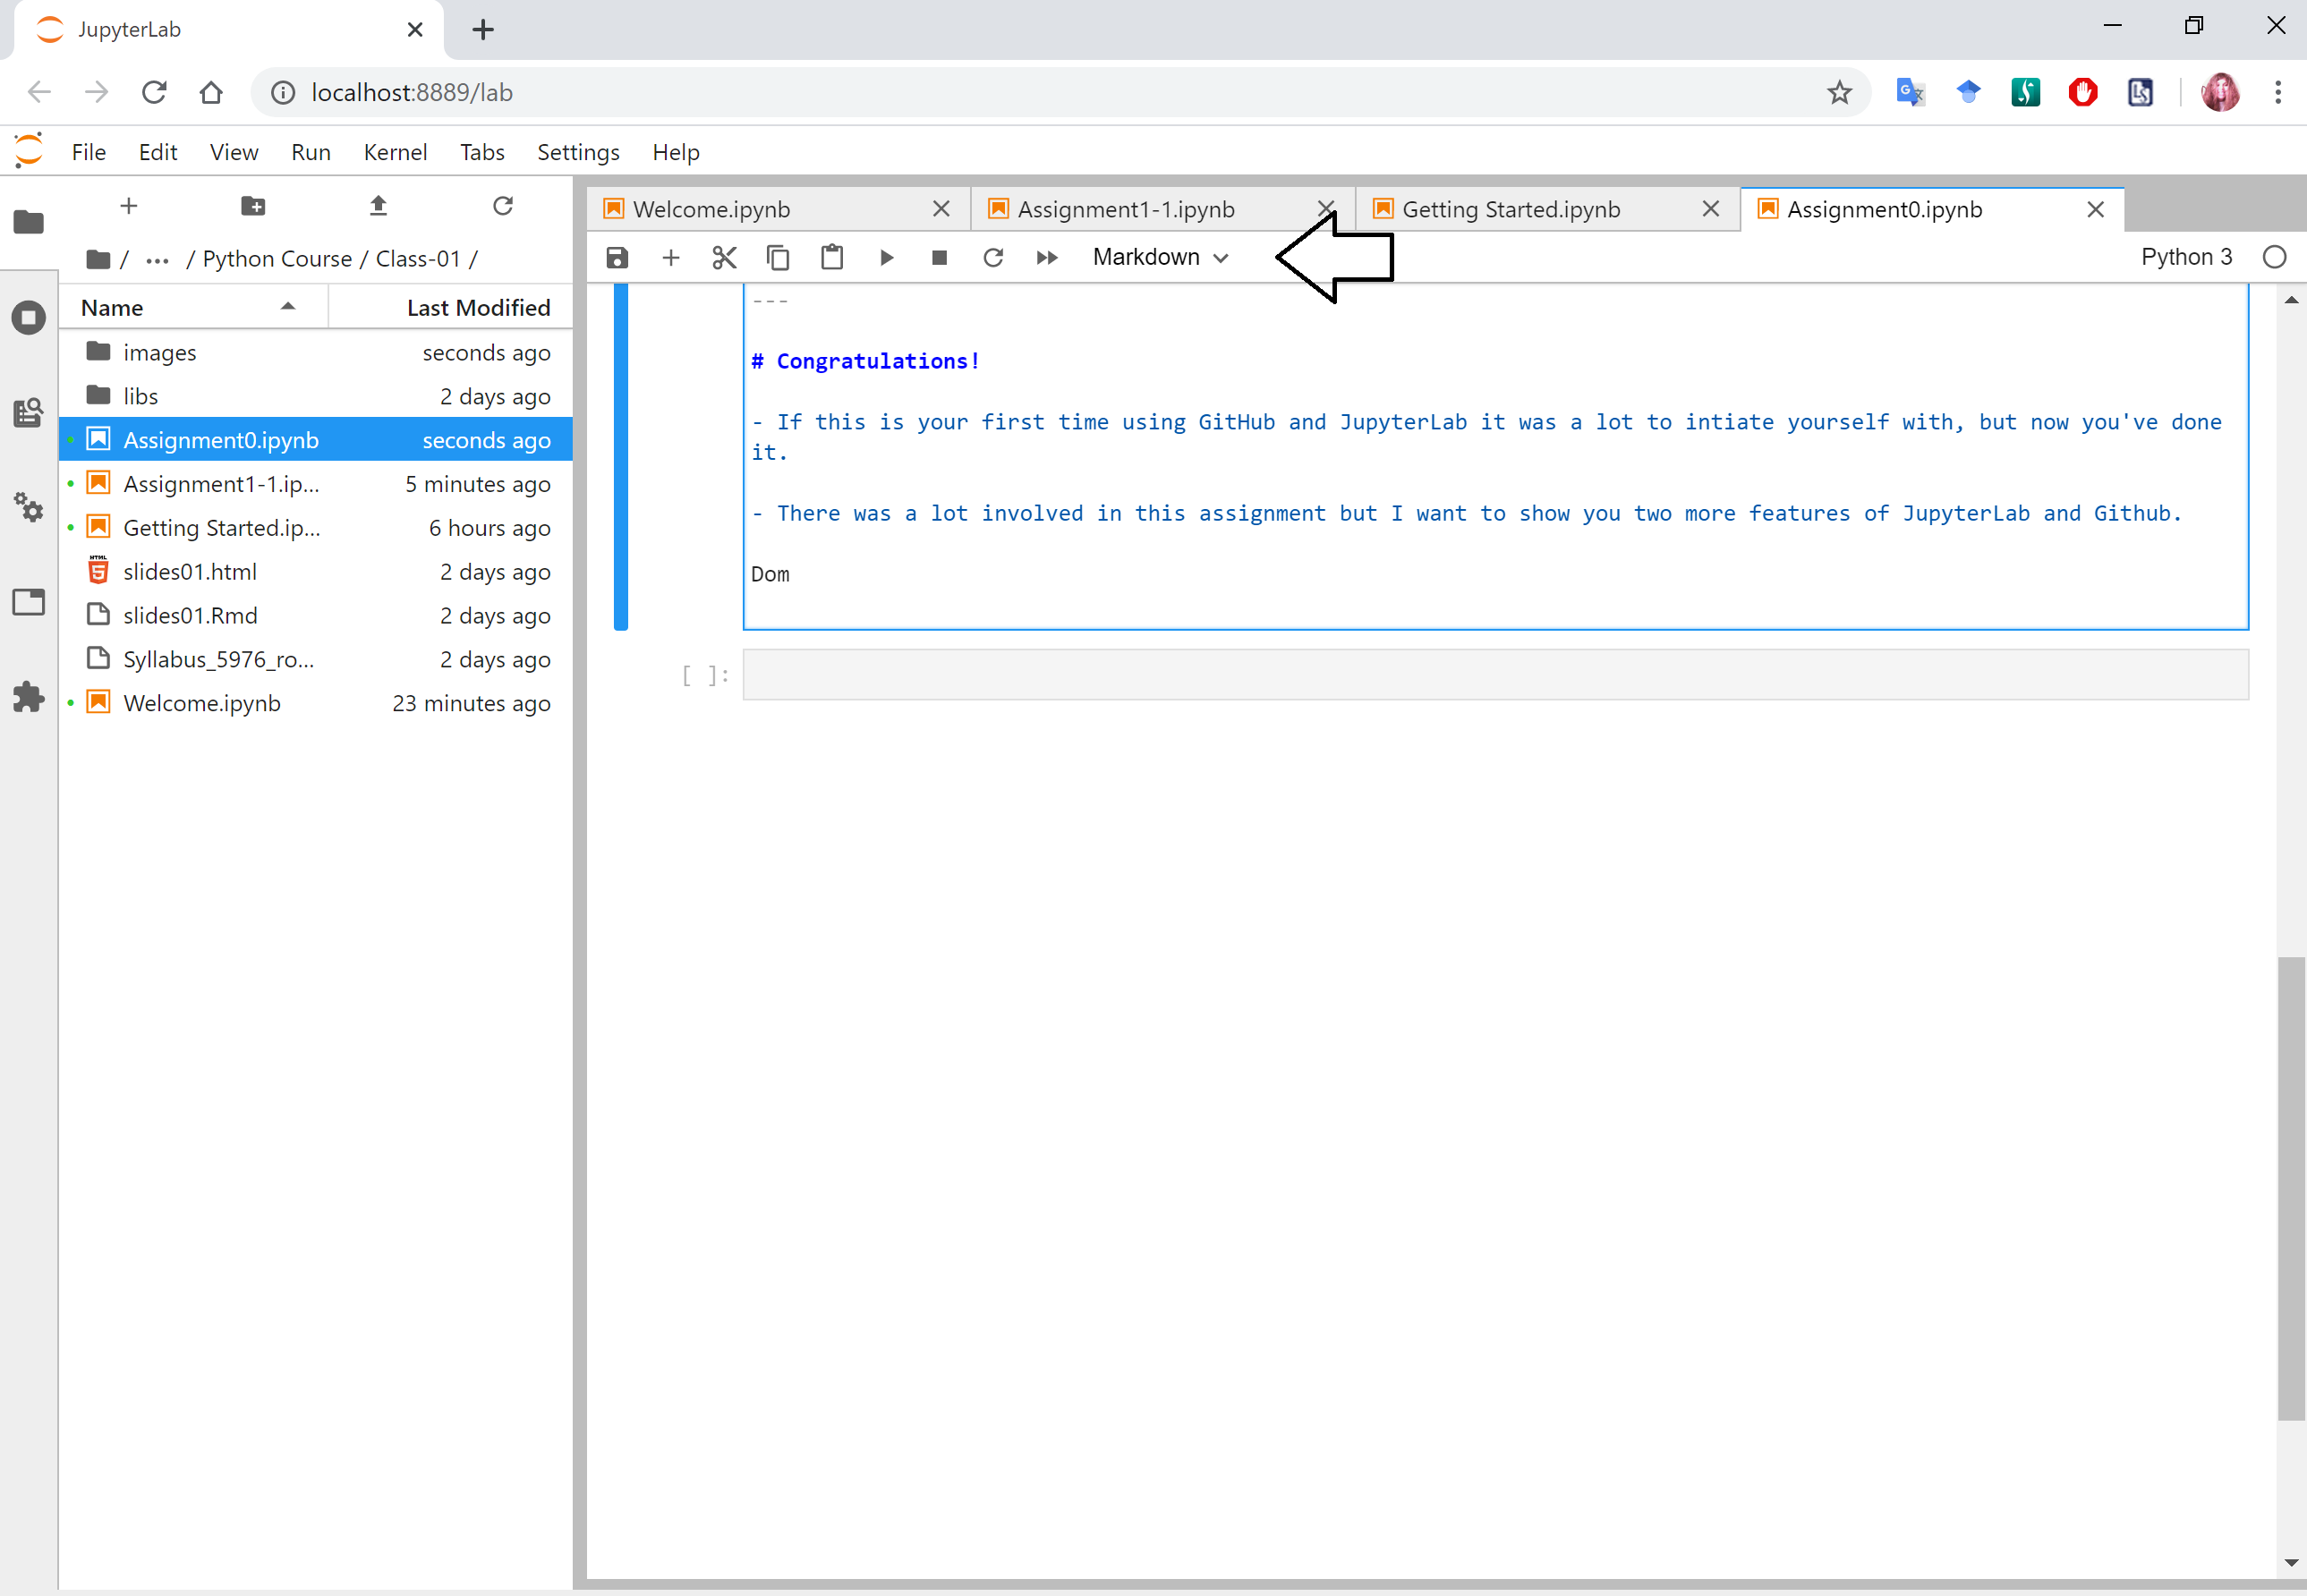 JupyterLab
localhost:8889/lab
File Edit View Run Kernel Tabs Settings Help
/ ··· / Python Course / Class-01 /
Name Last Modified
images seconds ago
libs 2 days ago
Assignment0.ipynb seconds ago
Assignment1-1.ip... 5 minutes ago
Getting Started.ip... 6 hours ago
slides01.html 2 days ago
slides01.Rmd 2 days ago
Syllabus_5976_ro... 2 days ago
Welcome.ipynb 23 minutes ago
Welcome.ipynb Assignment1-1.ipynb Getting Started.ipynb Assignment0.ipynb
Markdown Python 3
---
# Congratulations!
- If this is your first time using GitHub and JupyterLab it was a lot to intiate yourself with, but now you've done
it.
- There was a lot involved in this assignment but I want to show you two more features of JupyterLab and Github.
Dom
[ ]: